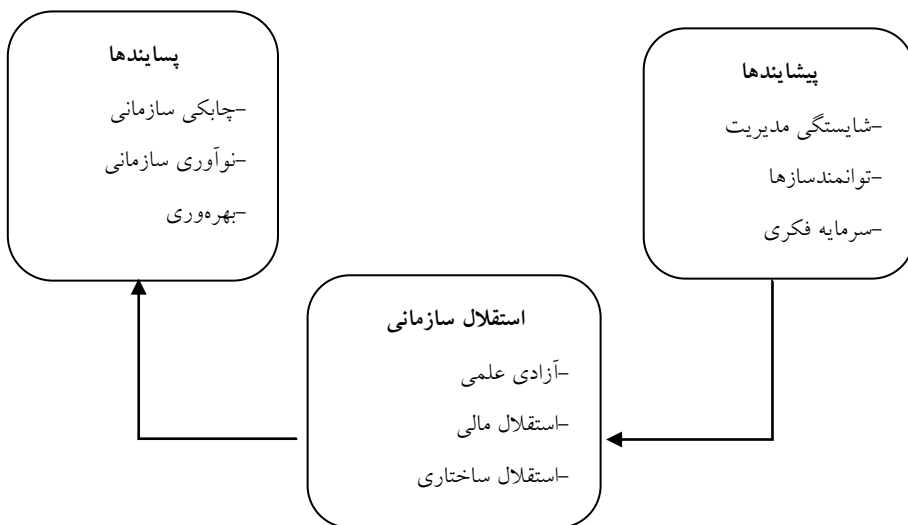 پیشایندها
-شایستگی مدیریت
-توانمندسازها
-سرمایه فکری
استقلال سازمانی
-آزادی علمی
-استقلال مالی
-استقلال ساختاری
پسایندها
-چابکی سازمانی
-نوآوری سازمانی
-بهره‌وری